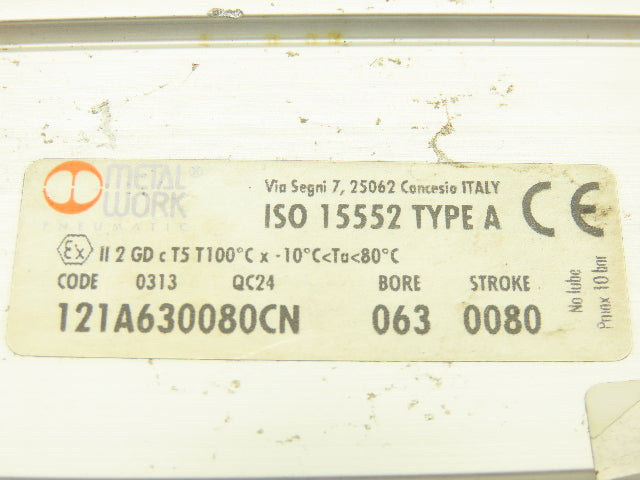 METAL®
WORK
PNEUMATIC
Via Segni 7, 25062 Concesio ITALY
ISO 15552 TYPE A
CE
Ex II 2 GD c T5 T100°C x -10°C<Ta<80°C
CODE 0313 QC24 BORE STROKE
121A630080CN 063 0080
No lube
Pmax 10 bar